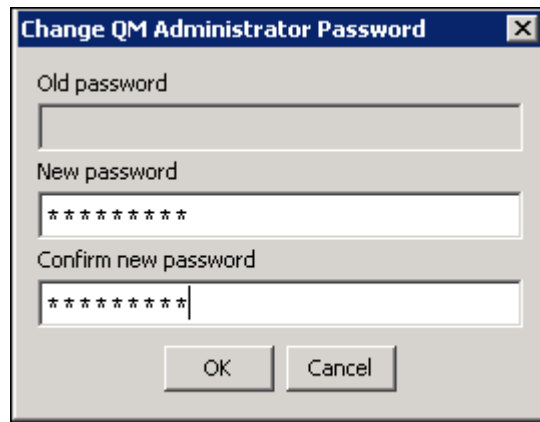 Change QM Administrator Password
Old password
New password
*********
Confirm new password
*********
OK Cancel